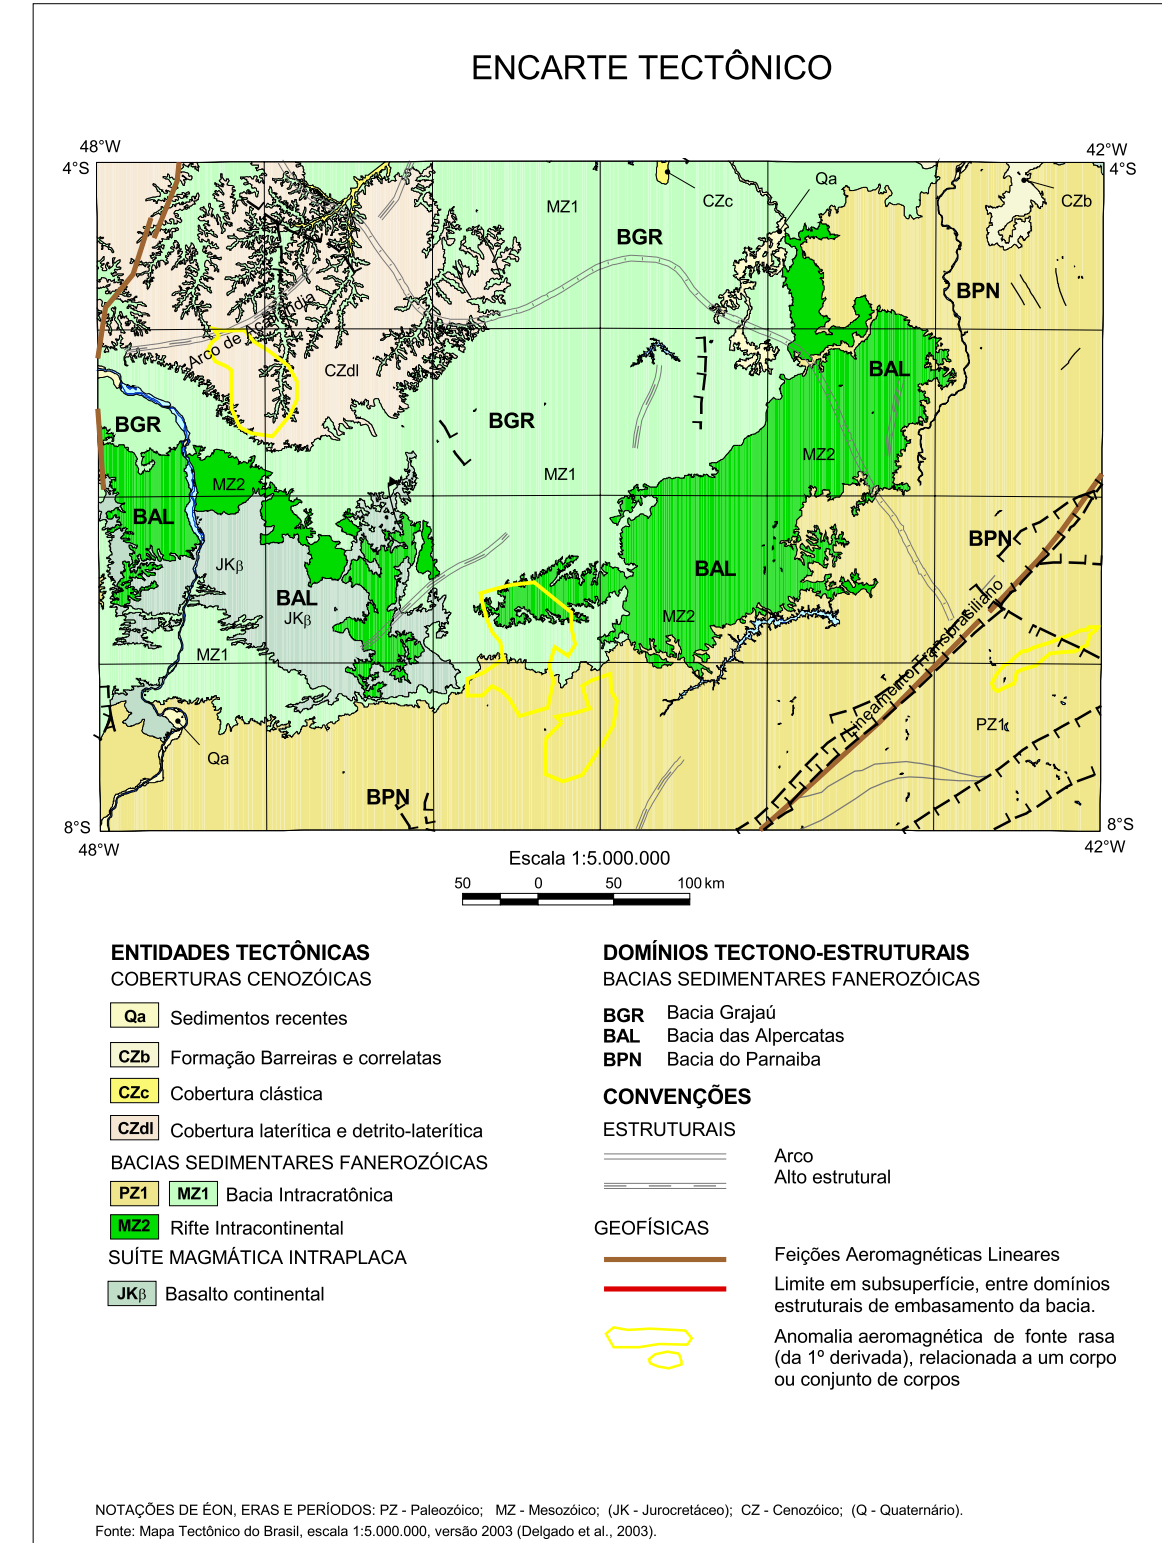 ENCARTE TECTÔNICO
48°W
42°W
4°S
4°S
MZ1
CZc
Qa
CZb
BGR
BPN
Arco de Açailândia
CZdl
BAL
BGR
BGR
MZ2
MZ1
MZ2
BAL
BPN
JKβ
BAL
BAL
JKβ
MZ2
MZ1
Lineamento Transbrasiliano
PZ1
Qa
BPN
8°S
8°S
48°W
42°W
Escala 1:5.000.000
50 0 50 100 km
ENTIDADES TECTÔNICAS
COBERTURAS CENOZÓICAS
Qa Sedimentos recentes
CZb Formação Barreiras e correlatas
CZc Cobertura clástica
CZdl Cobertura laterítica e detrito-laterítica
BACIAS SEDIMENTARES FANEROZÓICAS
PZ1 MZ1 Bacia Intracratônica
MZ2 Rifte Intracontinental
SUÍTE MAGMÁTICA INTRAPLACA
JKβ Basalto continental
DOMÍNIOS TECTONO-ESTRUTURAIS
BACIAS SEDIMENTARES FANEROZÓICAS
BGR Bacia Grajaú
BAL Bacia das Alpercatas
BPN Bacia do Parnaiba
CONVENÇÕES
ESTRUTURAIS
Arco
Alto estrutural
GEOFÍSICAS
Feições Aeromagnéticas Lineares
Limite em subsuperfície, entre domínios
estruturais de embasamento da bacia.
Anomalia aeromagnética de fonte rasa
(da 1º derivada), relacionada a um corpo
ou conjunto de corpos
NOTAÇÕES DE ÉON, ERAS E PERÍODOS: PZ - Paleozóico; MZ - Mesozóico; (JK - Jurocretáceo); CZ - Cenozóico; (Q - Quaternário).
Fonte: Mapa Tectônico do Brasil, escala 1:5.000.000, versão 2003 (Delgado et al., 2003).